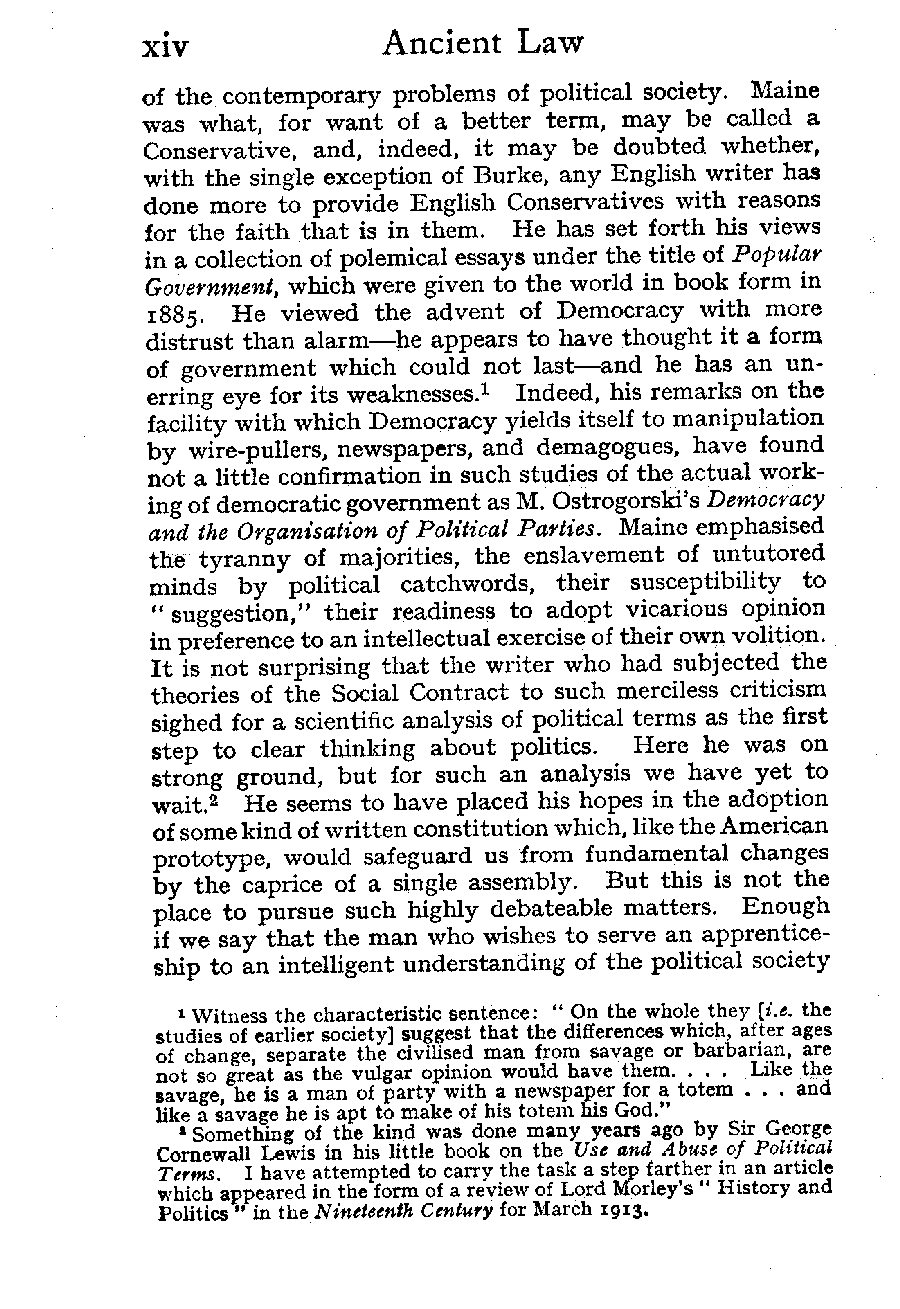 xiv Ancient Law
of the contemporary problems of political society. Maine
was what, for want of a better term, may be called a
Conservative, and, indeed, it may be doubted whether,
with the single exception of Burke, any English writer has
done more to provide English Conservatives with reasons
for the faith that is in them. He has set forth his views
in a collection of polemical essays under the title of Popular
Government, which were given to the world in book form in
1885. He viewed the advent of Democracy with more
distrust than alarm—he appears to have thought it a form
of government which could not last—and he has an un-
erring eye for its weaknesses.¹ Indeed, his remarks on the
facility with which Democracy yields itself to manipulation
by wire-pullers, newspapers, and demagogues, have found
not a little confirmation in such studies of the actual work-
ing of democratic government as M. Ostrogorski's Democracy
and the Organisation of Political Parties. Maine emphasised
the tyranny of majorities, the enslavement of untutored
minds by political catchwords, their susceptibility to
" suggestion," their readiness to adopt vicarious opinion
in preference to an intellectual exercise of their own volition.
It is not surprising that the writer who had subjected the
theories of the Social Contract to such merciless criticism
sighed for a scientific analysis of political terms as the first
step to clear thinking about politics. Here he was on
strong ground, but for such an analysis we have yet to
wait.² He seems to have placed his hopes in the adoption
of some kind of written constitution which, like the American
prototype, would safeguard us from fundamental changes
by the caprice of a single assembly. But this is not the
place to pursue such highly debateable matters. Enough
if we say that the man who wishes to serve an apprentice-
ship to an intelligent understanding of the political society
¹ Witness the characteristic sentence: " On the whole they [i.e. the
studies of earlier society] suggest that the differences which, after ages
of change, separate the civilised man from savage or barbarian, are
not so great as the vulgar opinion would have them. . . . Like the
savage, he is a man of party with a newspaper for a totem . . . and
like a savage he is apt to make of his totem his God."
² Something of the kind was done many years ago by Sir George
Cornewall Lewis in his little book on the Use and Abuse of Political
Terms. I have attempted to carry the task a step farther in an article
which appeared in the form of a review of Lord Morley's " History and
Politics " in the Nineteenth Century for March 1913.